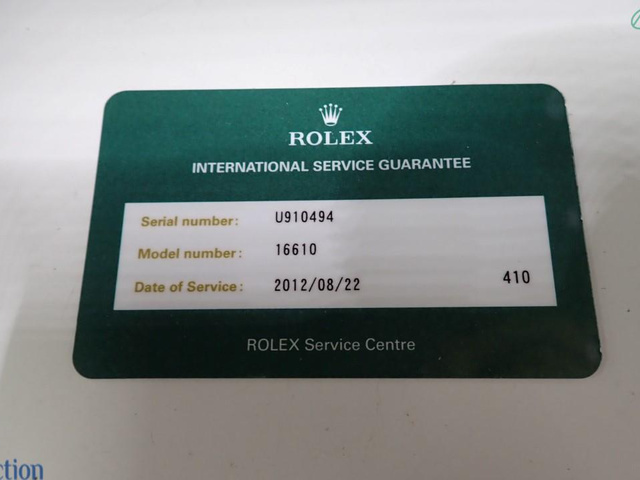 ROLEX
INTERNATIONAL SERVICE GUARANTEE
Serial number: U910494
Model number: 16610
Date of Service: 2012/08/22 410
ROLEX Service Centre
ction